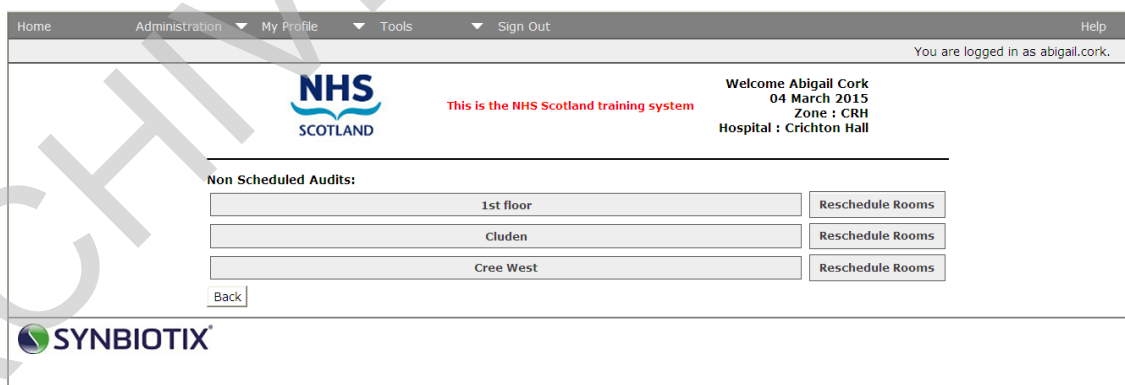 Home Administration My Profile Tools Sign Out Help
You are logged in as abigail.cork.
NHS
SCOTLAND
This is the NHS Scotland training system
Welcome Abigail Cork
04 March 2015
Zone : CRH
Hospital : Crichton Hall
Non Scheduled Audits:
1st floor Reschedule Rooms
Cluden Reschedule Rooms
Cree West Reschedule Rooms
Back
SYNBIOTIX